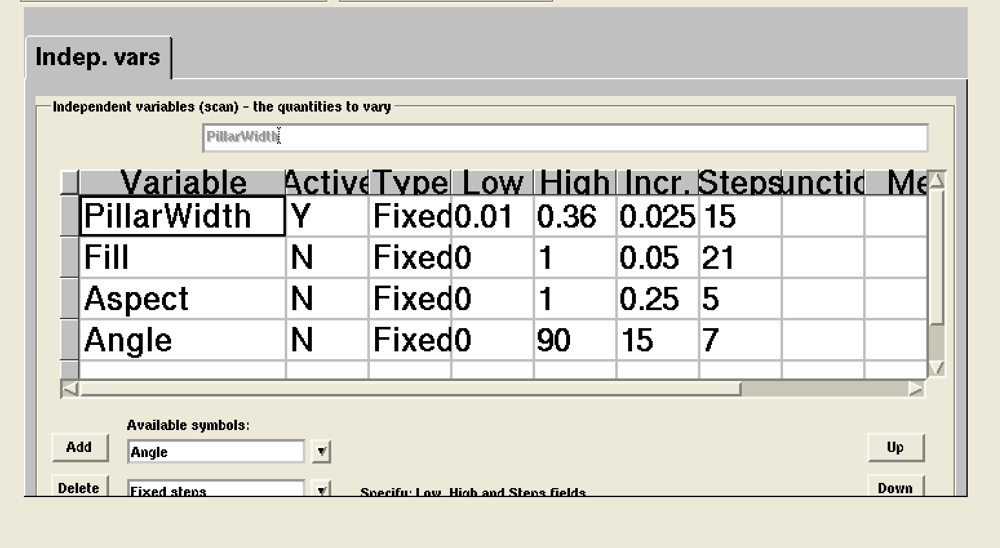 Indep. vars
Independent variables (scan) - the quantities to vary
PillarWidth
Variable Active Type Low High Incr. Steps unctio Me
PillarWidth Y Fixed 0.01 0.36 0.025 15
Fill N Fixed 0 1 0.05 21
Aspect N Fixed 0 1 0.25 5
Angle N Fixed 0 90 15 7
Available symbols:
Add Angle Up
Delete Fixed steps Specify: Low, High and Steps fields Down